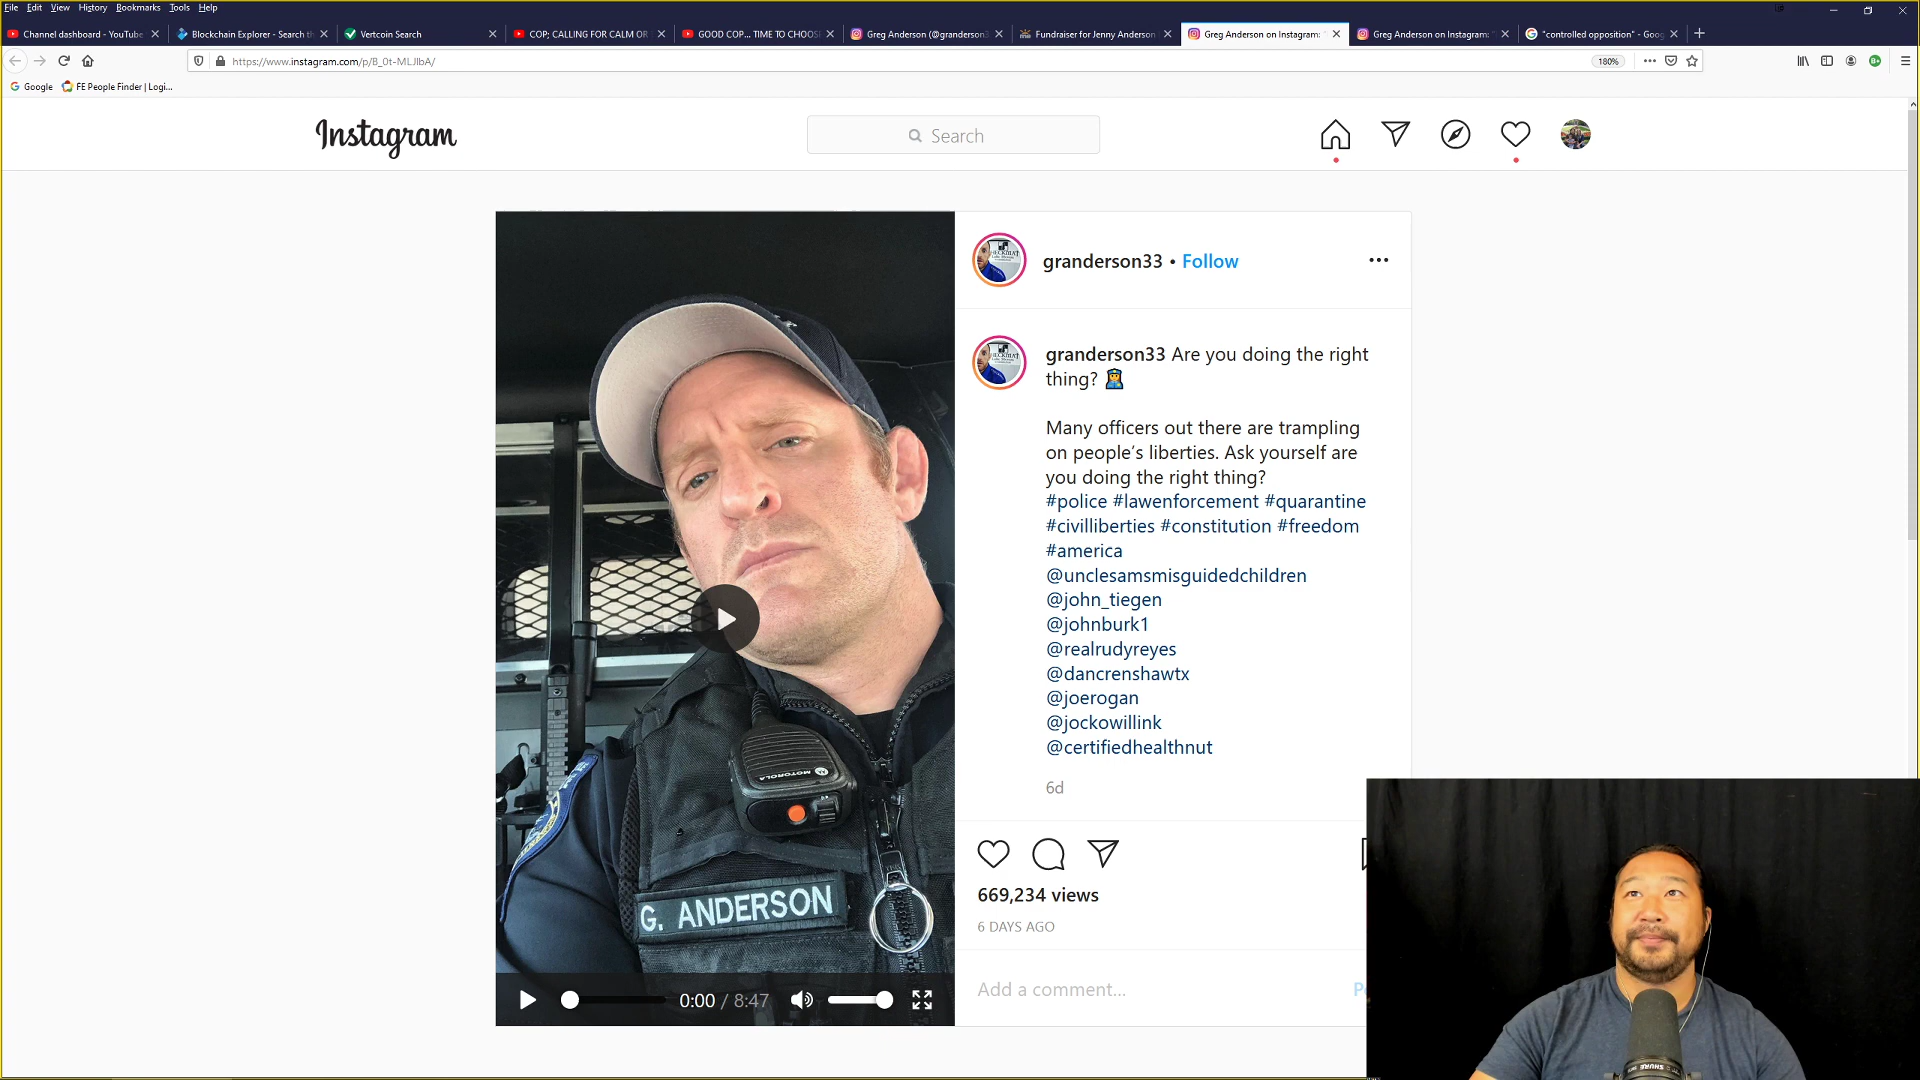 File Edit View History Bookmarks Tools Help
Channel dashboard - YouTube
Blockchain Explorer - Search th
Vertcoin Search
COP; CALLING FOR CALM OR
GOOD COP... TIME TO CHOOS
Greg Anderson (@granderson3
Fundraiser for Jenny Anderson
Greg Anderson on Instagram: "
Greg Anderson on Instagram: "
"controlled opposition" - Goog
https://www.instagram.com/p/B_0t-MLJlbA/
180%
Google FE People Finder | Logi...
Instagram
Search
granderson33 • Follow
granderson33 Are you doing the right
thing?
Many officers out there are trampling
on people's liberties. Ask yourself are
you doing the right thing?
#police #lawenforcement #quarantine
#civilliberties #constitution #freedom
#america
@unclesamsmisguidedchildren
@john_tiegen
@johnburk1
@realrudyreyes
@dancrenshawtx
@joerogan
@jockowillink
@certifiedhealthnut
6d
669,234 views
6 DAYS AGO
Add a comment...
MOTOROLA
G. ANDERSON
0:00 / 8:47
SHURE